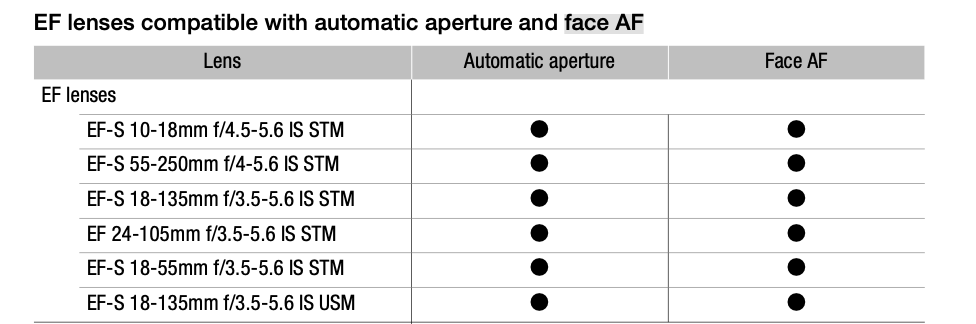 EF lenses compatible with automatic aperture and face AF
Lens Automatic aperture Face AF
EF lenses
EF-S 10-18mm f/4.5-5.6 IS STM ● ●
EF-S 55-250mm f/4-5.6 IS STM ● ●
EF-S 18-135mm f/3.5-5.6 IS STM ● ●
EF 24-105mm f/3.5-5.6 IS STM ● ●
EF-S 18-55mm f/3.5-5.6 IS STM ● ●
EF-S 18-135mm f/3.5-5.6 IS USM ● ●